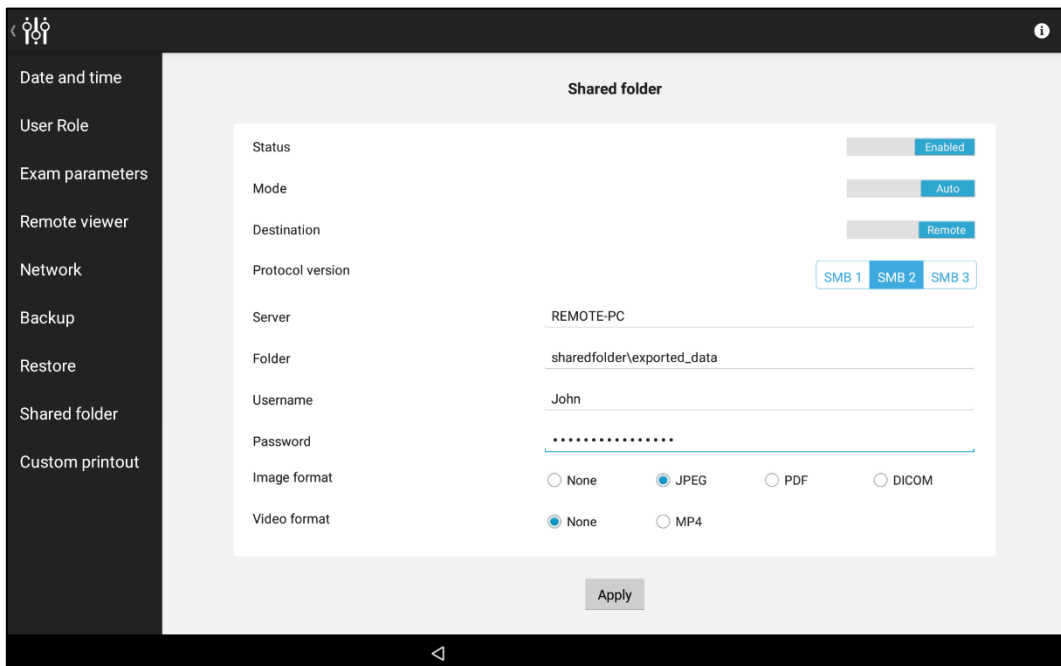 Date and time
User Role
Exam parameters
Remote viewer
Network
Backup
Restore
Shared folder
Custom printout
Shared folder
Status Enabled
Mode Auto
Destination Remote
Protocol version SMB 1 SMB 2 SMB 3
Server REMOTE-PC
Folder sharedfolder\exported_data
Username John
Password ••••••••••••••••
Image format None JPEG PDF DICOM
Video format None MP4
Apply